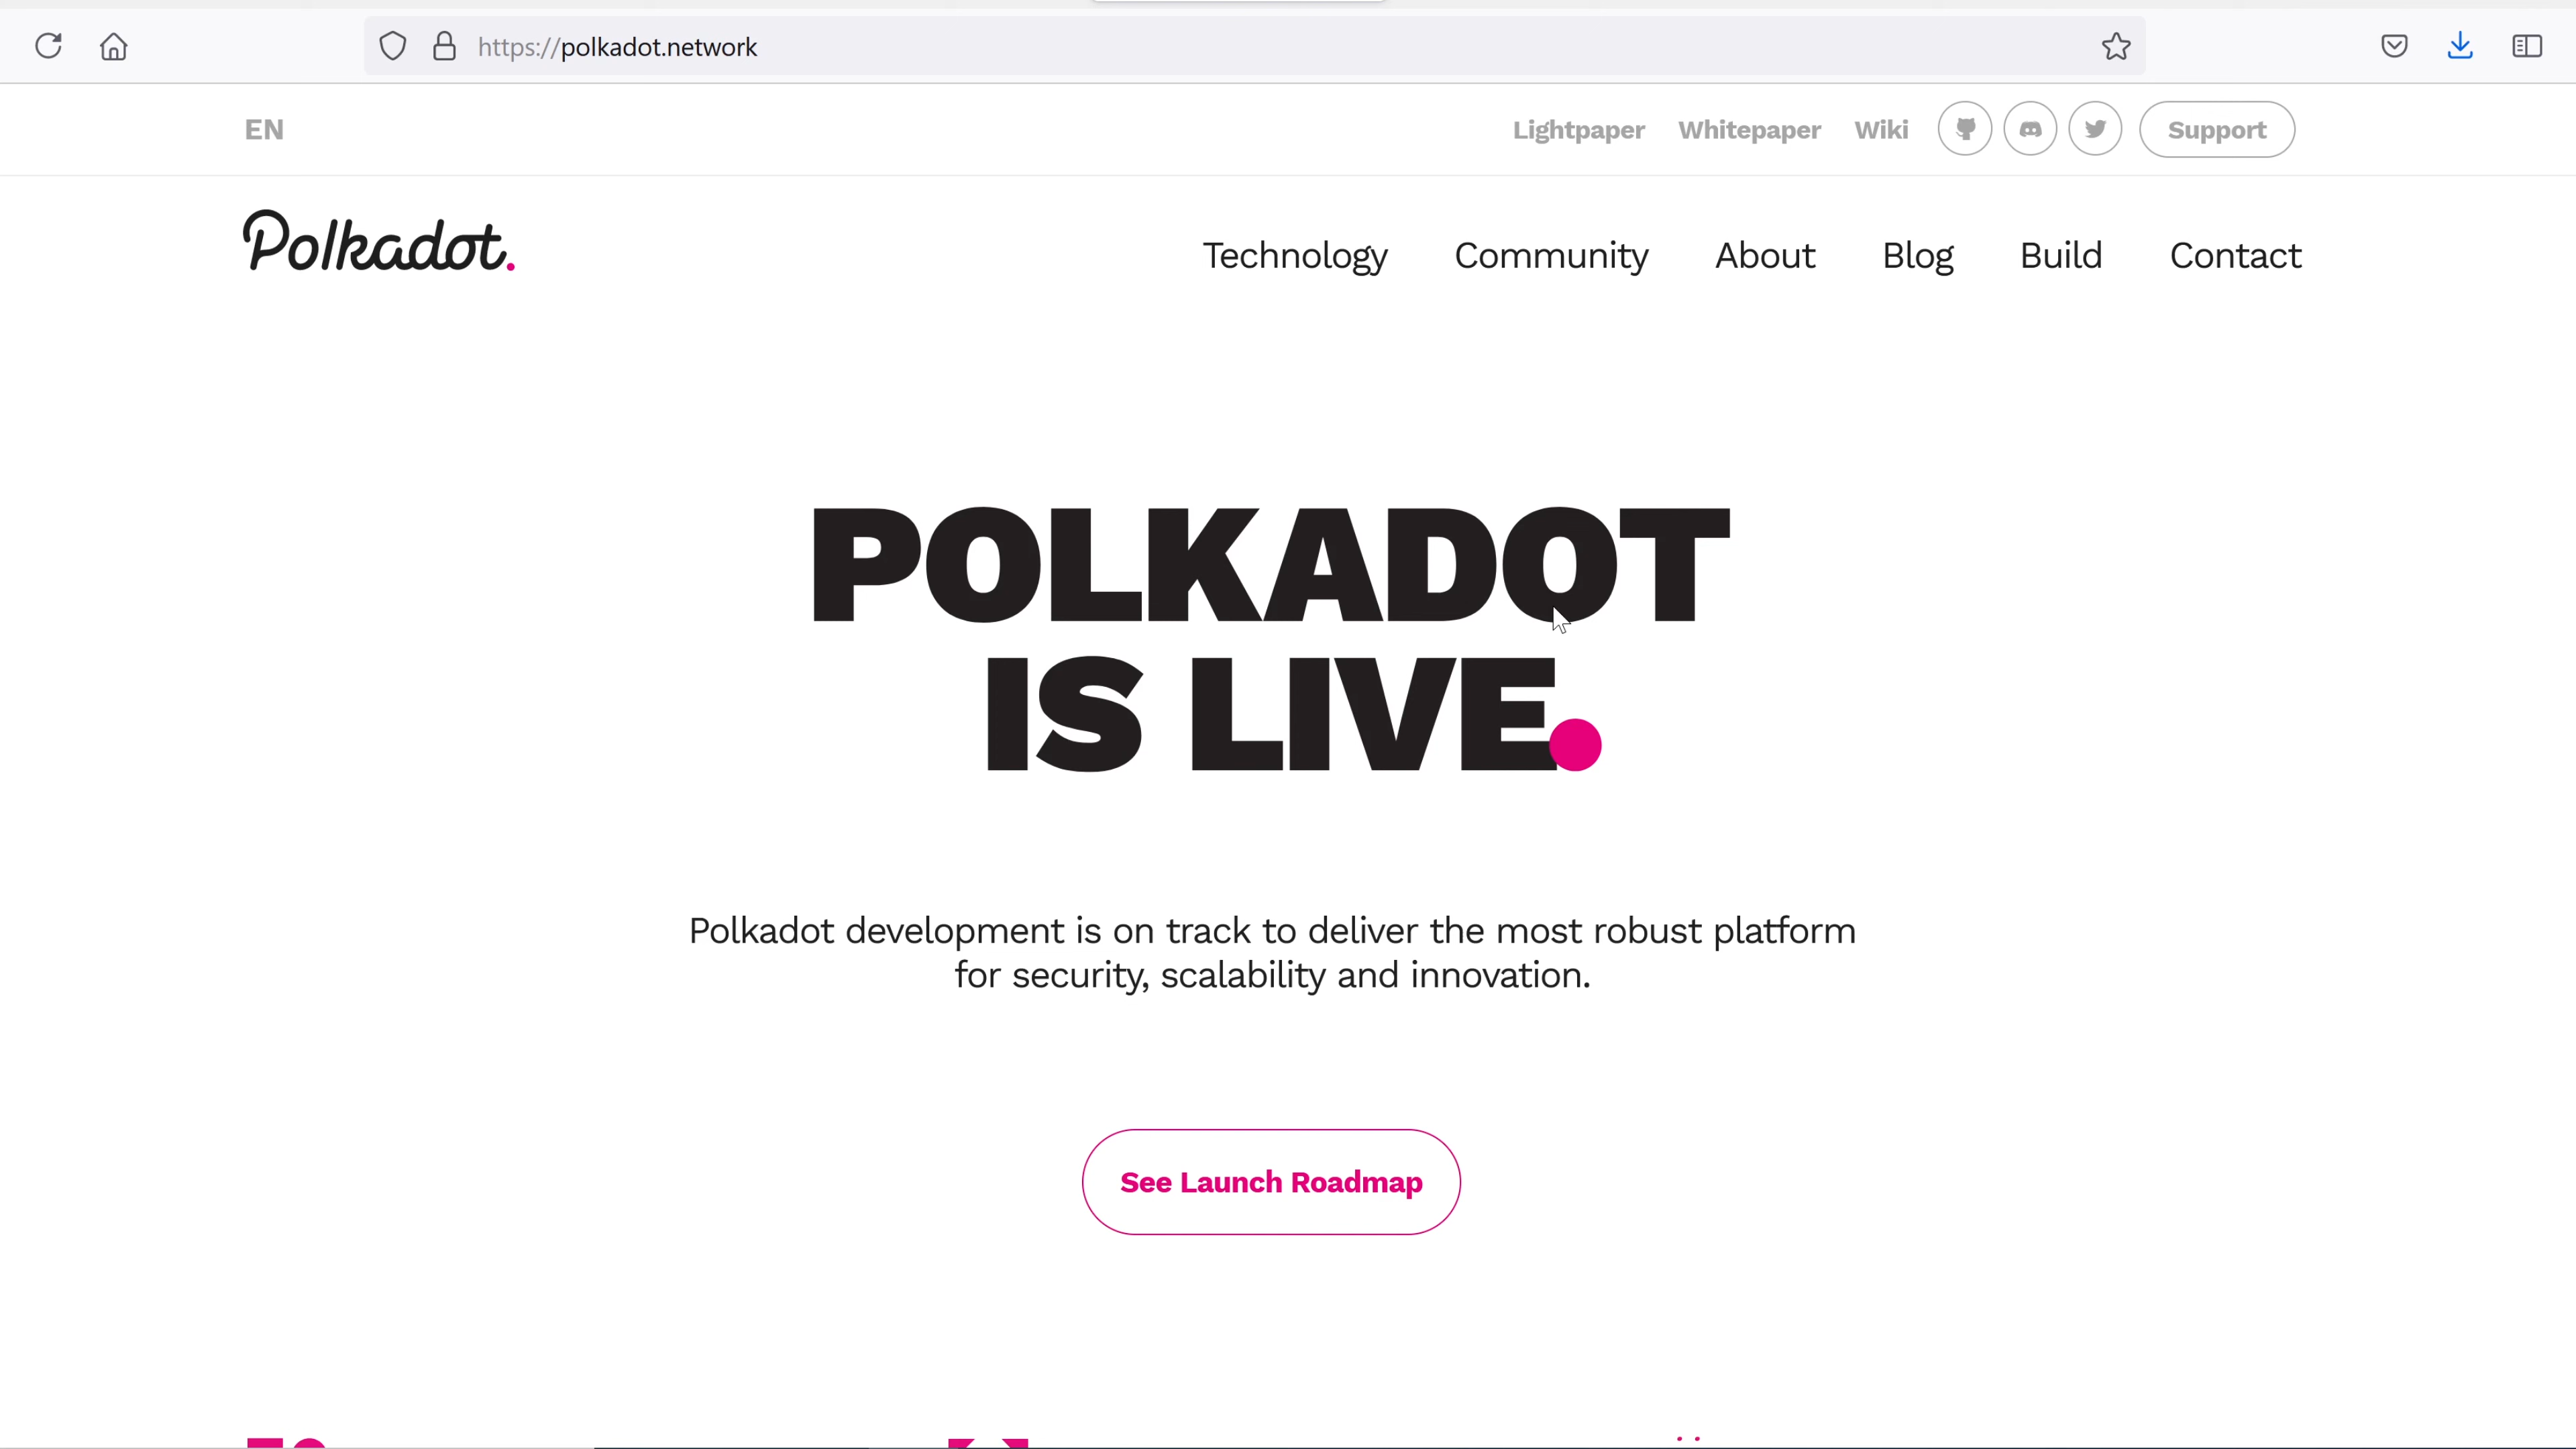 https://polkadot.network
EN
Lightpaper Whitepaper Wiki Support
Polkadot.
Technology Community About Blog Build Contact
POLKADOT
IS LIVE.
Polkadot development is on track to deliver the most robust platform
for security, scalability and innovation.
See Launch Roadmap